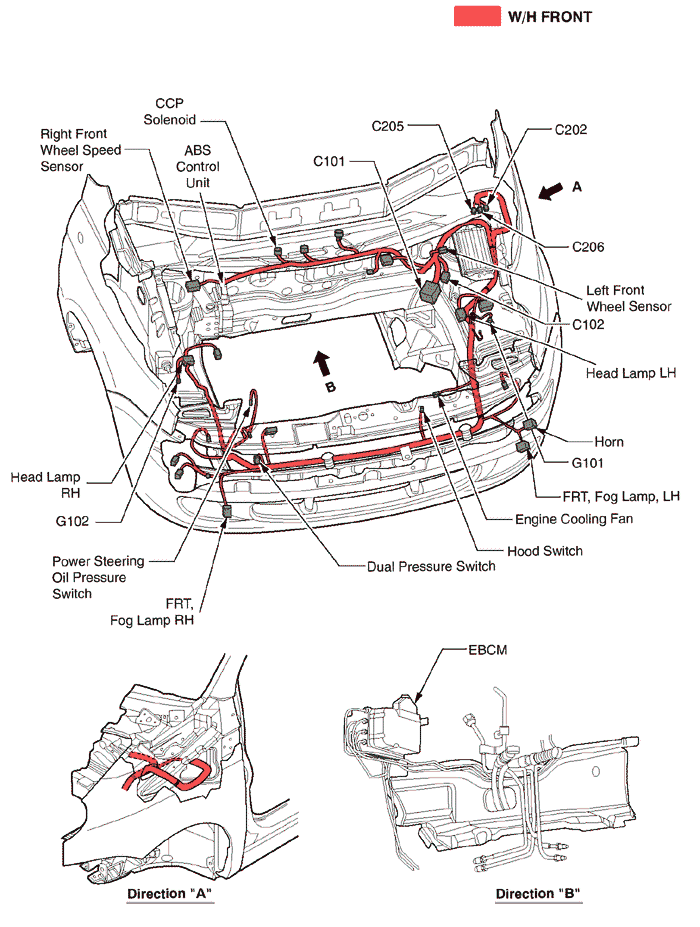 W/H FRONT
CCP
Solenoid
Right Front
Wheel Speed
Sensor
ABS
Control
Unit
C101
C205
C202
A
C206
Left Front
Wheel Sensor
C102
Head Lamp LH
B
Horn
G101
FRT, Fog Lamp, LH
Engine Cooling Fan
Hood Switch
Dual Pressure Switch
Head Lamp
RH
G102
Power Steering
Oil Pressure
Switch
FRT,
Fog Lamp RH
EBCM
Direction "A"
Direction "B"